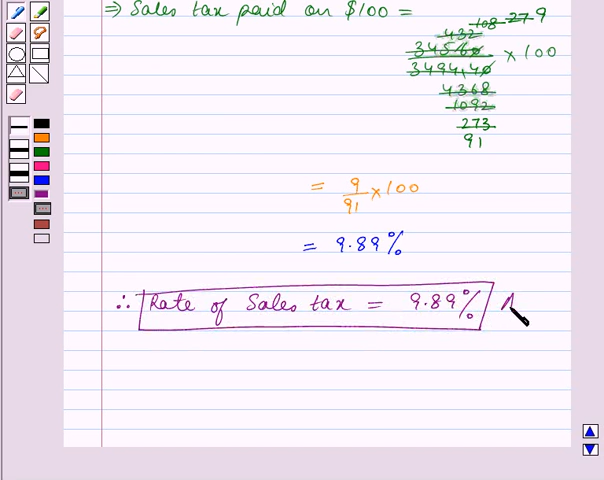 ⇒ Sales tax paid on $100 =
108 27 9
432
34560
3494.40 × 100
4368
1092
273
91
= 9/91 × 100
= 9.89%
∴ Rate of Sales tax = 9.89% A